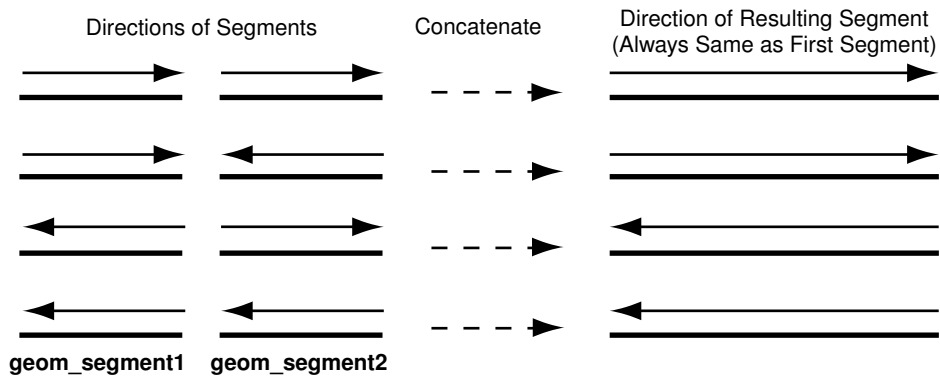 Directions of Segments
Concatenate
Direction of Resulting Segment
(Always Same as First Segment)
geom_segment1
geom_segment2